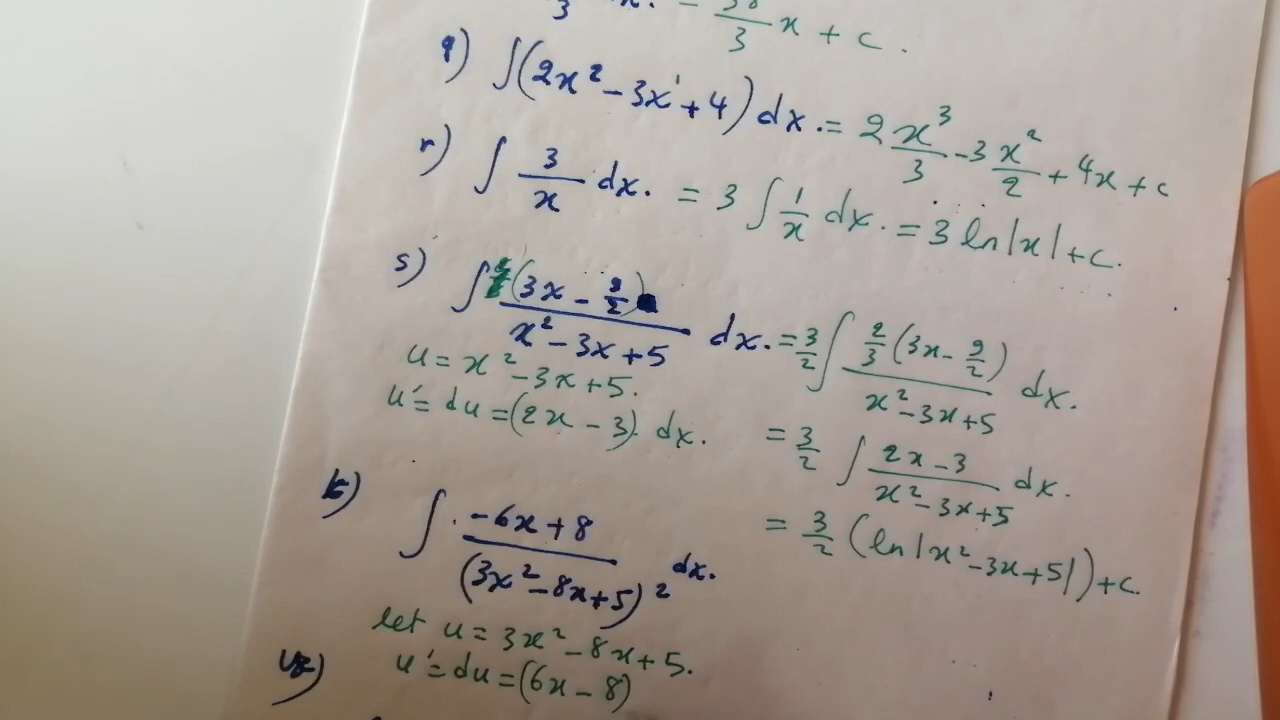 3/3 x + c .
q) ∫(2x² - 3x¹ + 4) dx. = 2 x³/3 - 3 x²/2 + 4x + c
r) ∫ 3/x dx. = 3 ∫ 1/x dx. = 3 ln|x| + c.
s) ∫ (3x - 9/2) / (x² - 3x + 5) dx. = 3/2 ∫ 2/3 (3x - 9/2) / (x² - 3x + 5) dx.
u = x² - 3x + 5.
u' = du = (2x - 3) dx. = 3/2 ∫ (2x - 3) / (x² - 3x + 5) dx.
= 3/2 (ln|x² - 3x + 5|) + c.
t) ∫ (-6x + 8) / (3x² - 8x + 5)² dx.
let u = 3x² - 8x + 5.
u' = du = (6x - 8)